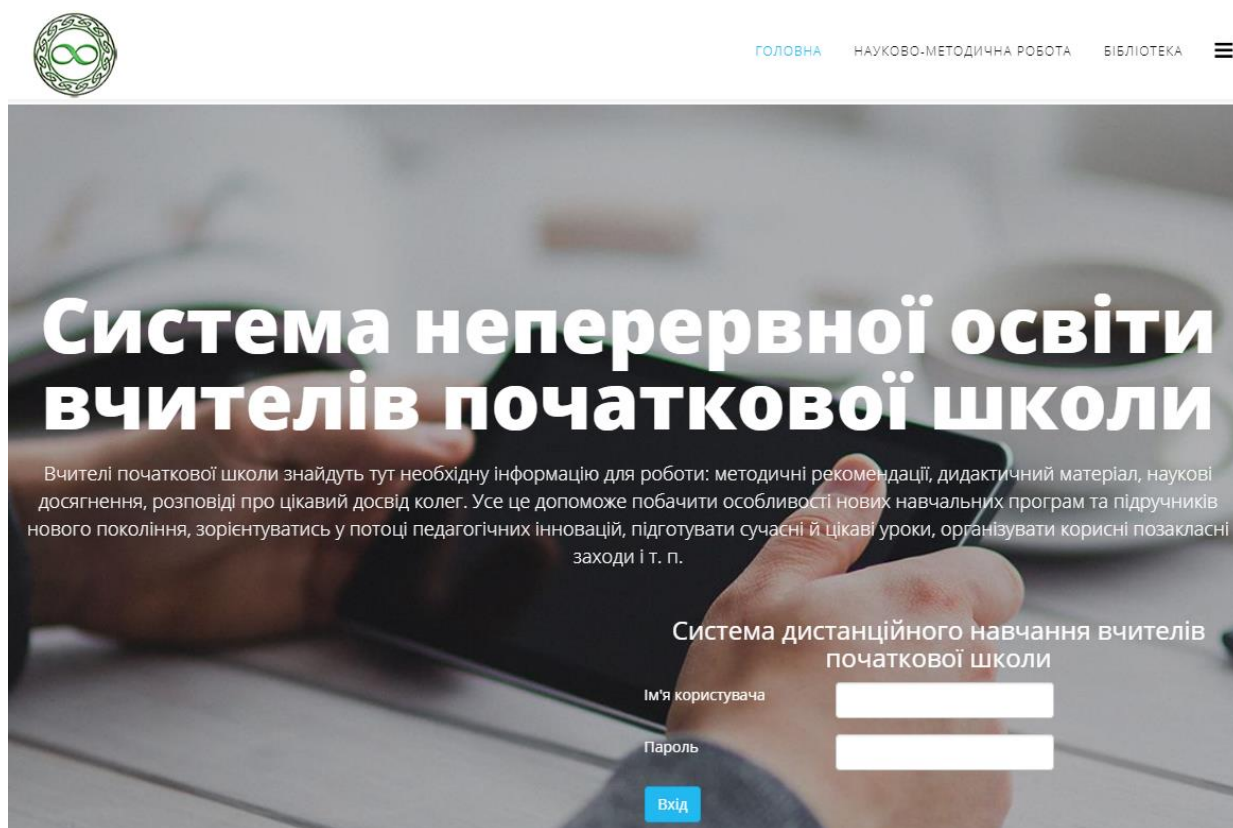 ГОЛОВНА НАУКОВО-МЕТОДИЧНА РОБОТА БІБЛІОТЕКА
Система неперервної освіти
вчителів початкової школи
Вчителі початкової школи знайдуть тут необхідну інформацію для роботи: методичні рекомендації, дидактичний матеріал, наукові
досягнення, розповіді про цікавий досвід колег. Усе це допоможе побачити особливості нових навчальних програм та підручників
нового покоління, зорієнтуватись у потоці педагогічних інновацій, підготувати сучасні й цікаві уроки, організувати корисні позакласні
заходи і т. п.
Система дистанційного навчання вчителів
початкової школи
Ім'я користувача
Пароль
Вхід